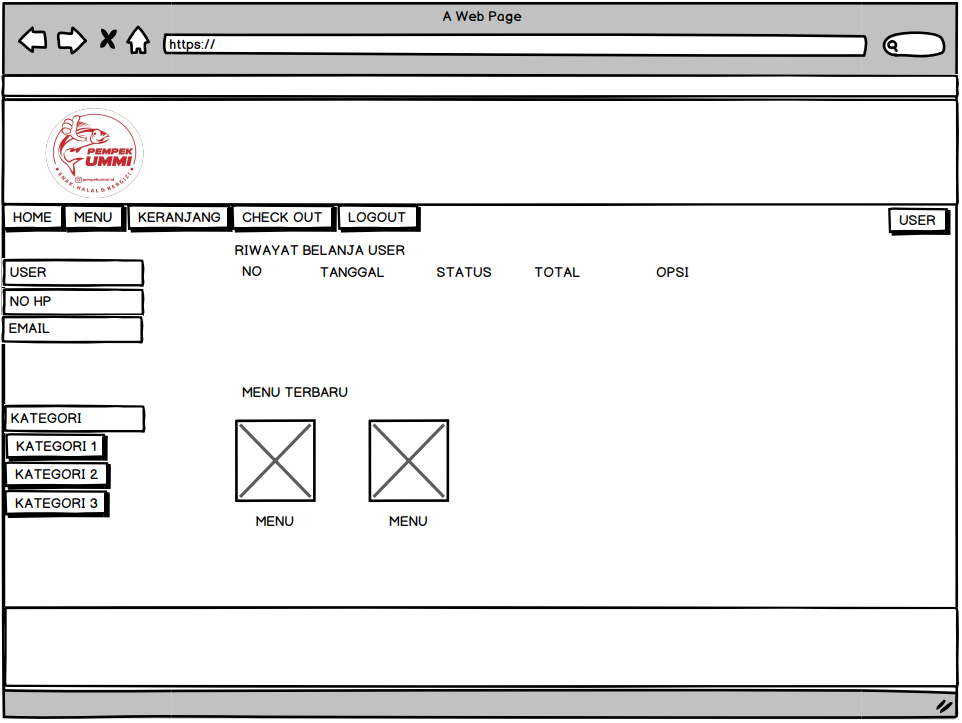 A Web Page
https://
PEMPEK
UMMI
pempekummi.id
ENAK, HALAL & BERGIZI
HOME MENU KERANJANG CHECK OUT LOGOUT USER
RIWAYAT BELANJA USER
USER
NO TANGGAL STATUS TOTAL OPSI
NO HP
EMAIL
MENU TERBARU
KATEGORI
KATEGORI 1
KATEGORI 2
KATEGORI 3
MENU MENU